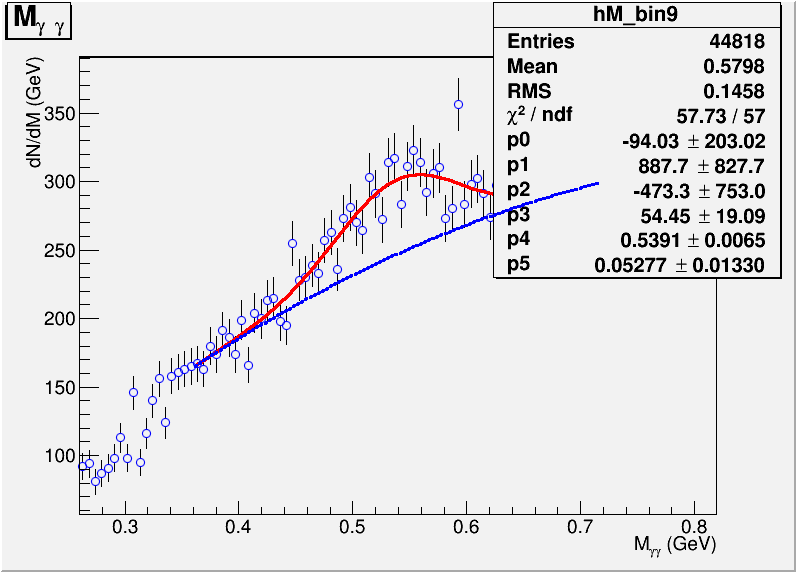 M_γγ
hM_bin9
Entries 44818
Mean 0.5798
RMS 0.1458
χ² / ndf 57.73 / 57
p0 -94.03 ± 203.02
p1 887.7 ± 827.7
p2 -473.3 ± 753.0
p3 54.45 ± 19.09
p4 0.5391 ± 0.0065
p5 0.05277 ± 0.01330
dN/dM (GeV)
350
300
250
200
150
100
0.3 0.4 0.5 0.6 0.7 0.8
M_γγ (GeV)